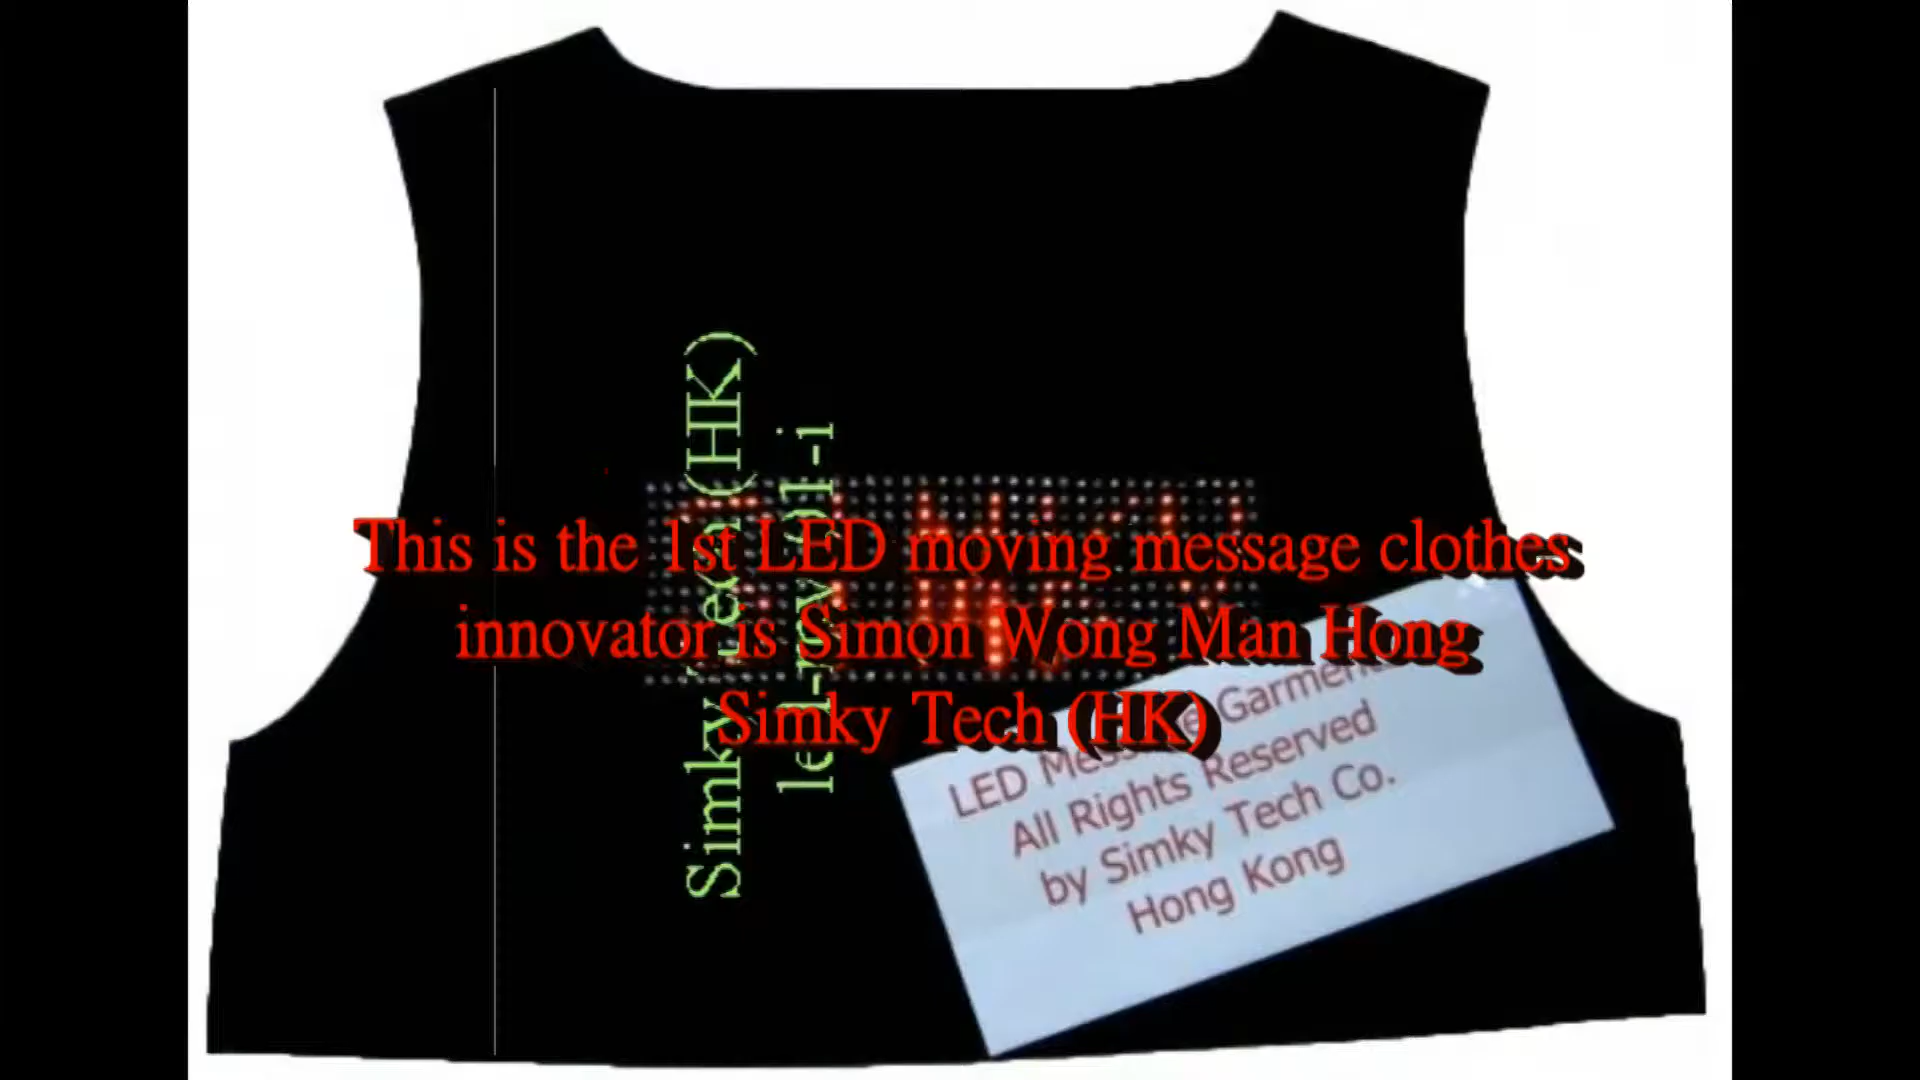 This is the 1st LED moving message clothes
innovator is Simon Wong Man Hong
Simky Tech (HK)
Simky Tech (HK)
LED Message Garment
All Rights Reserved
by Simky Tech Co.
Hong Kong